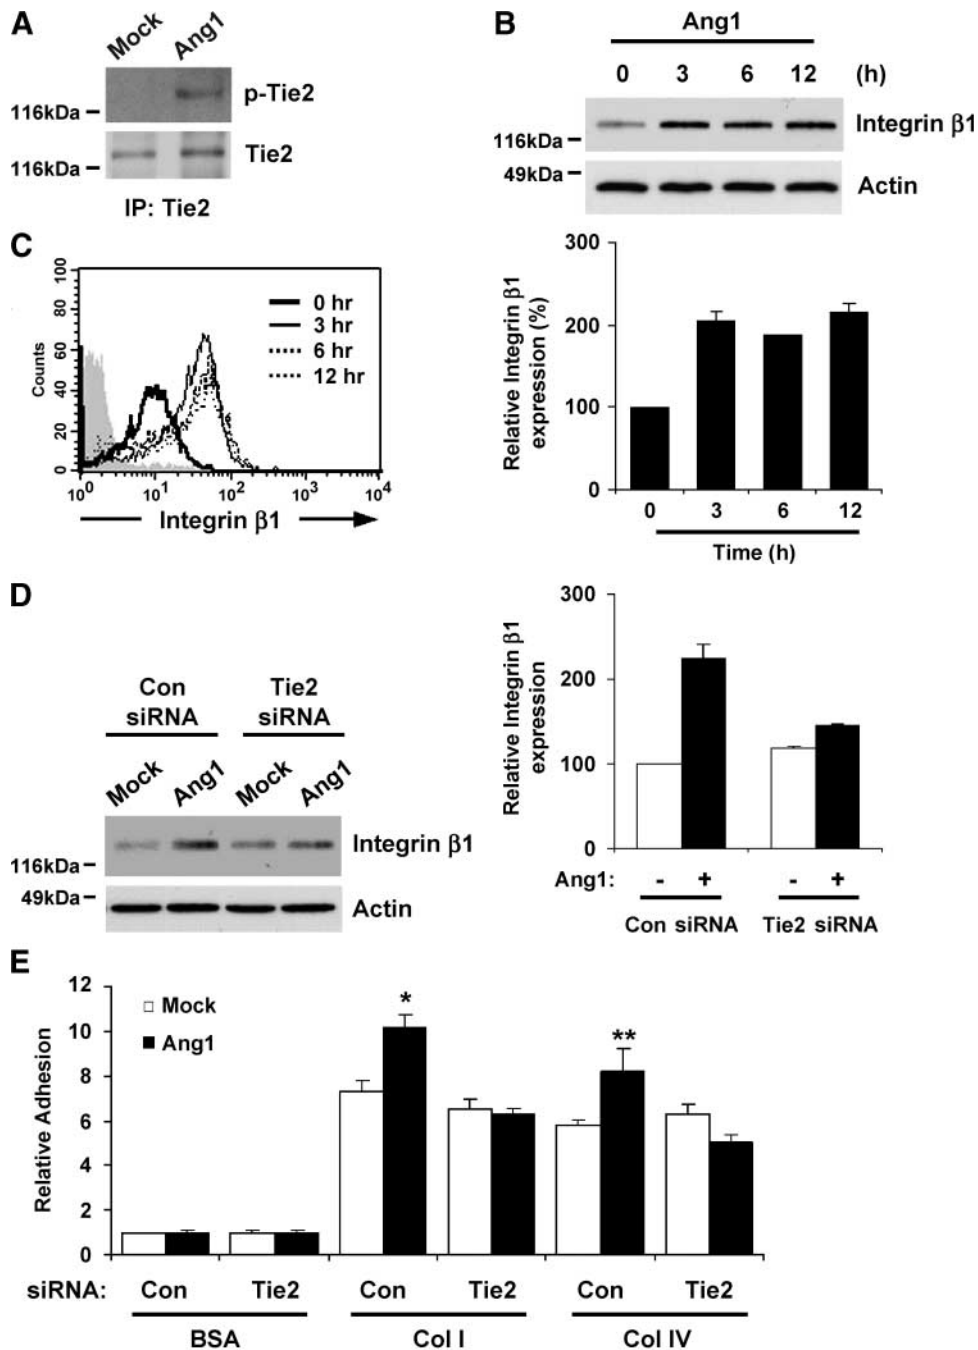 A
Mock Ang1
p-Tie2
116kDa
Tie2
116kDa
IP: Tie2
B
Ang1
0 3 6 12 (h)
Integrin β1
116kDa
49kDa
Actin
300
200
100
0
Relative Integrin β1
expression (%)
0 3 6 12
Time (h)
C
100
80
60
40
20
0
Counts
0 hr
3 hr
6 hr
12 hr
10⁰ 10¹ 10² 10³ 10⁴
Integrin β1
D
Con
siRNA
Tie2
siRNA
Mock Ang1 Mock Ang1
Integrin β1
116kDa
49kDa
Actin
300
200
100
0
Relative Integrin β1
expression
Ang1: - + - +
Con siRNA Tie2 siRNA
E
12
10
8
6
4
2
0
Relative Adhesion
Mock
Ang1
*
**
siRNA: Con Tie2 Con Tie2 Con Tie2
BSA Col I Col IV